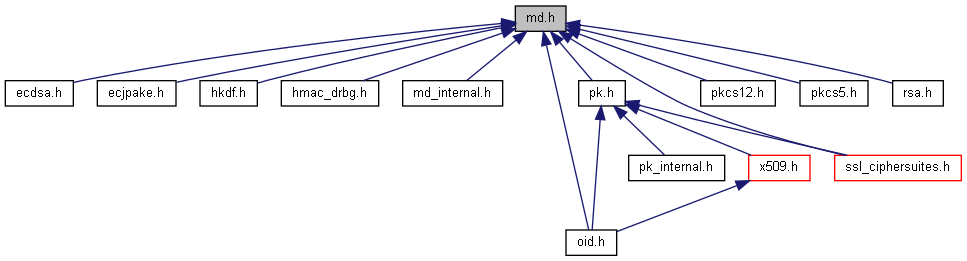 md.h
ecdsa.h
ecjpake.h
hkdf.h
hmac_drbg.h
md_internal.h
pk.h
pkcs12.h
pkcs5.h
rsa.h
pk_internal.h
x509.h
ssl_ciphersuites.h
oid.h